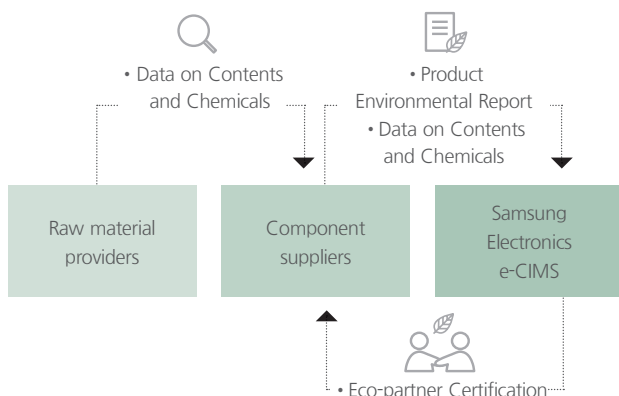 • Data on Contents
and Chemicals
• Product
Environmental Report
• Data on Contents
and Chemicals
Raw material
providers
Component
suppliers
Samsung
Electronics
e-CIMS
• Eco-partner Certification